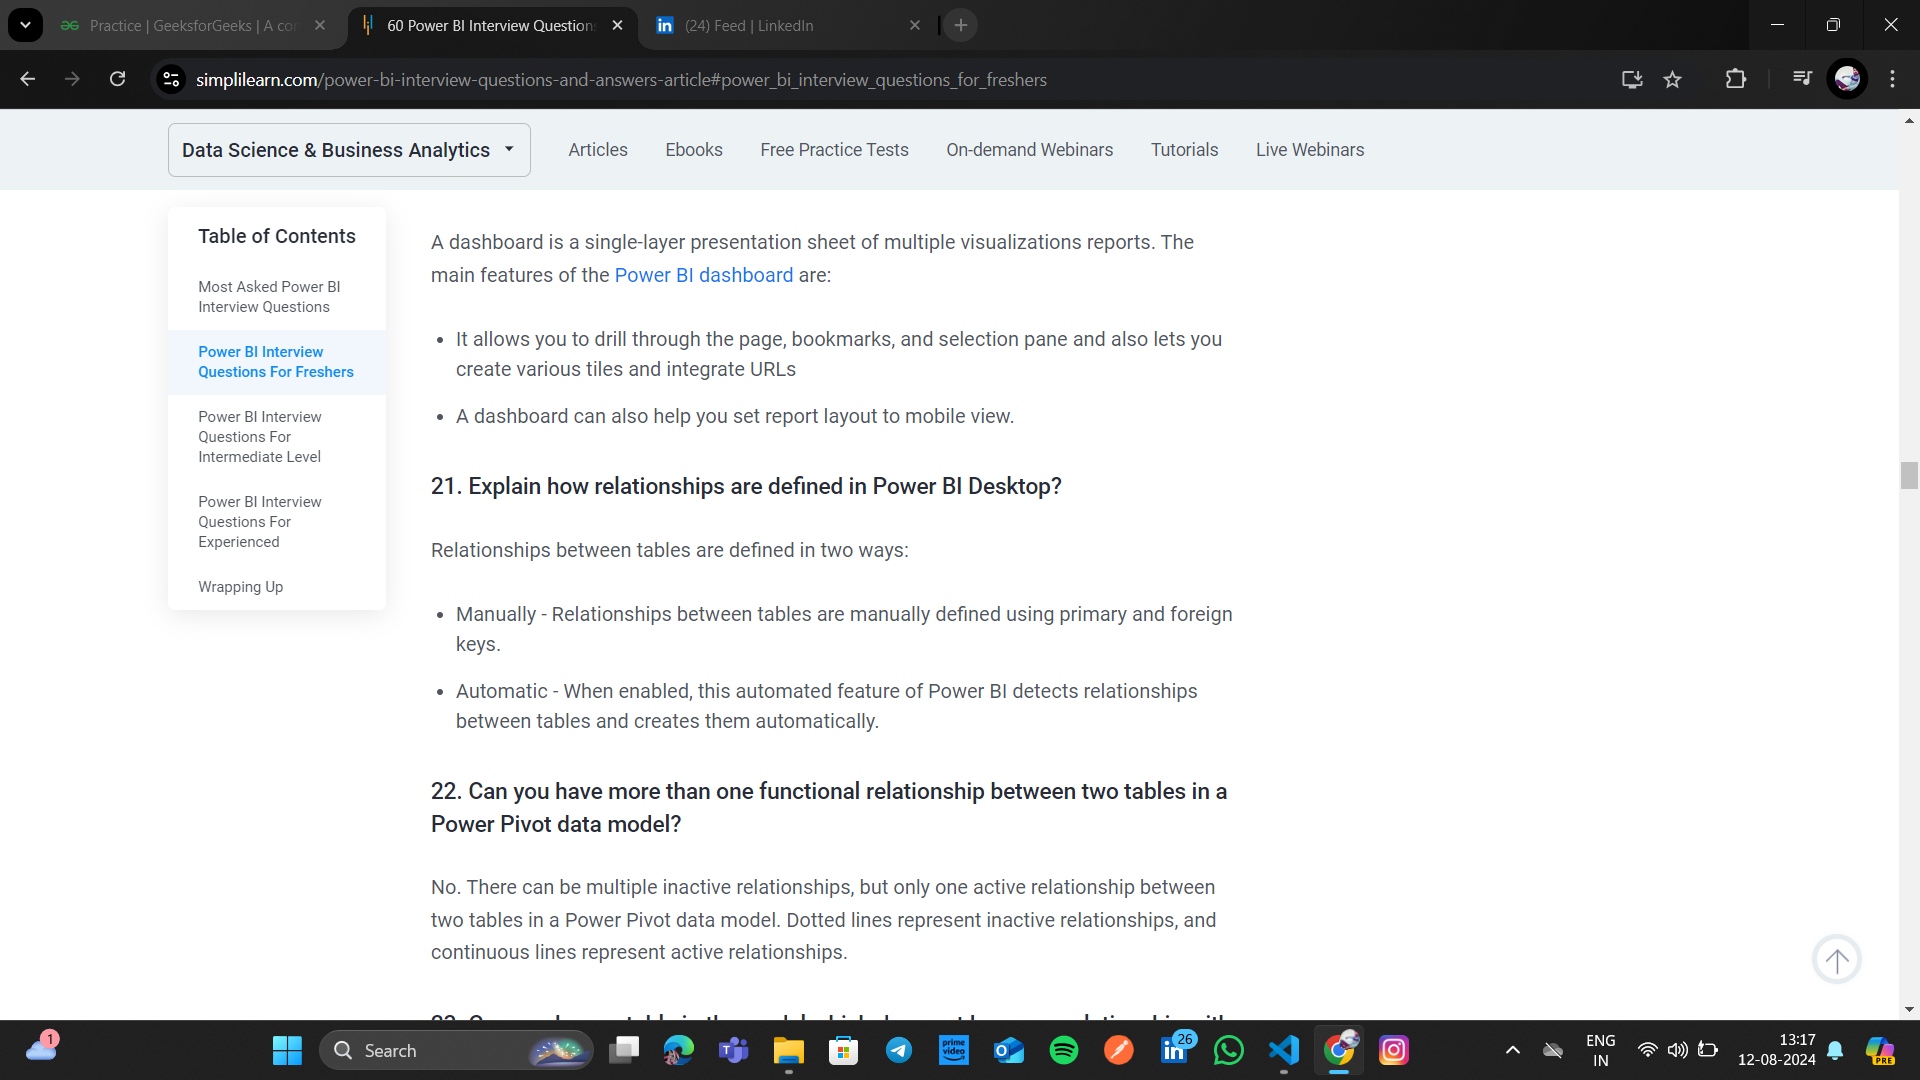 Practice | GeeksforGeeks | A co
60 Power BI Interview Question
(24) Feed | LinkedIn
simplilearn.com/power-bi-interview-questions-and-answers-article#power_bi_interview_questions_for_freshers
Data Science & Business Analytics
Articles
Ebooks
Free Practice Tests
On-demand Webinars
Tutorials
Live Webinars
Table of Contents
Most Asked Power BI
Interview Questions
Power BI Interview
Questions For Freshers
Power BI Interview
Questions For
Intermediate Level
Power BI Interview
Questions For
Experienced
Wrapping Up
A dashboard is a single-layer presentation sheet of multiple visualizations reports. The
main features of the Power BI dashboard are:
• It allows you to drill through the page, bookmarks, and selection pane and also lets you
create various tiles and integrate URLs
• A dashboard can also help you set report layout to mobile view.
21. Explain how relationships are defined in Power BI Desktop?
Relationships between tables are defined in two ways:
• Manually - Relationships between tables are manually defined using primary and foreign
keys.
• Automatic - When enabled, this automated feature of Power BI detects relationships
between tables and creates them automatically.
22. Can you have more than one functional relationship between two tables in a
Power Pivot data model?
No. There can be multiple inactive relationships, but only one active relationship between
two tables in a Power Pivot data model. Dotted lines represent inactive relationships, and
continuous lines represent active relationships.
1
Search
prime
video
26
ENG
IN
13:17
12-08-2024
PRE